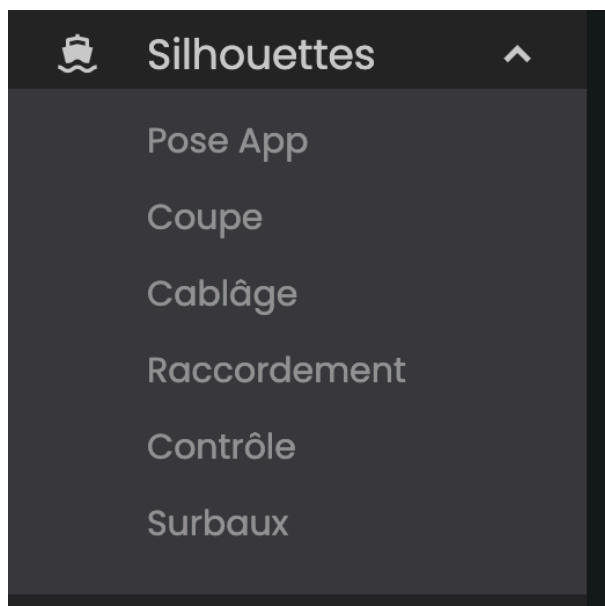 Silhouettes
Pose App
Coupe
Cablâge
Raccordement
Contrôle
Surbaux